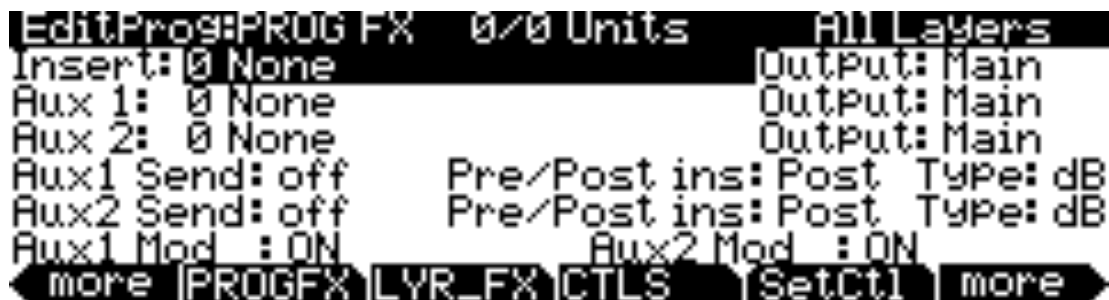 EditProg:PROG FX 0/0 Units All Layers
Insert: 0 None Output: Main
Aux 1: 0 None Output: Main
Aux 2: 0 None Output: Main
Aux1 Send: off Pre/Post ins: Post Type: dB
Aux2 Send: off Pre/Post ins: Post Type: dB
Aux1 Mod : ON Aux2 Mod : ON
more PROGFX LYR_FX CTLS SetCtl more